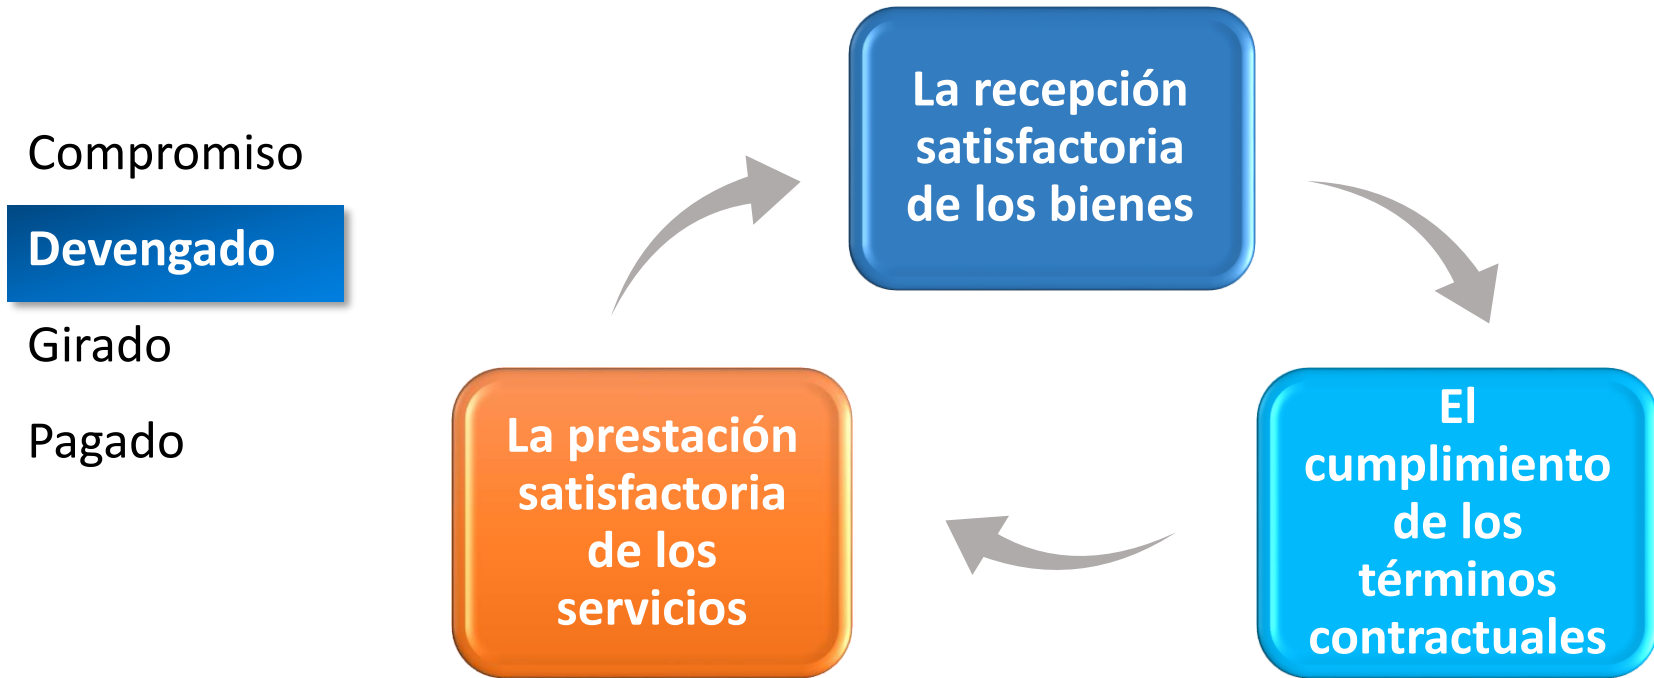 Compromiso
Devengado
Girado
Pagado
La recepción
satisfactoria
de los bienes
El
cumplimiento
de los
términos
contractuales
La prestación
satisfactoria
de los
servicios